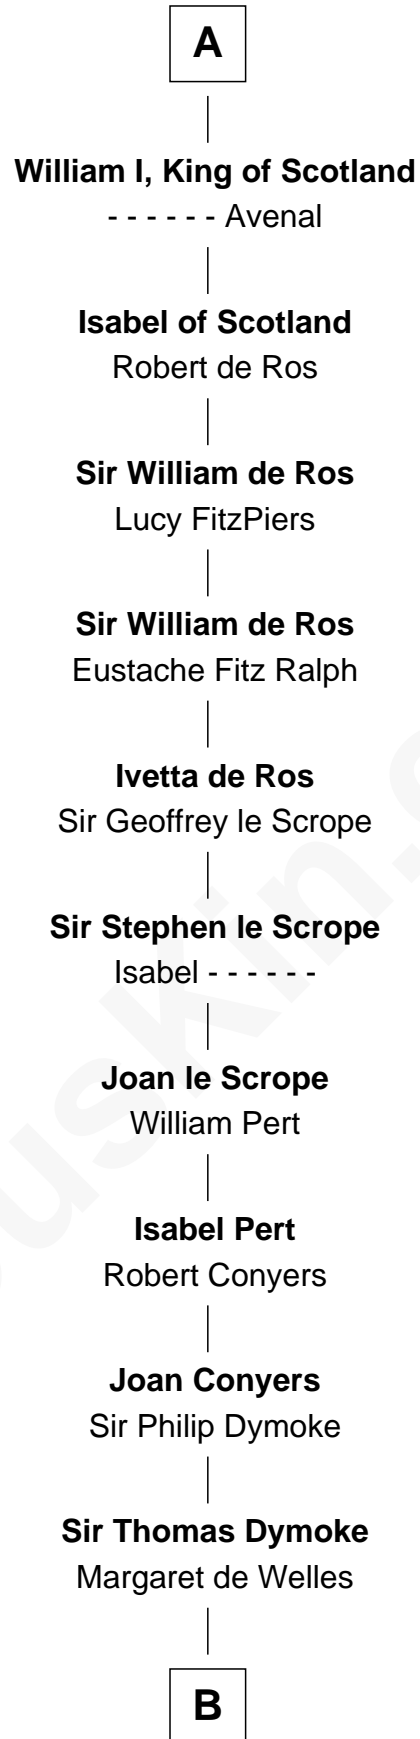 A
William I, King of Scotland
- - - - - - Avenal
Isabel of Scotland
Robert de Ros
Sir William de Ros
Lucy FitzPiers
Sir William de Ros
Eustache Fitz Ralph
Ivetta de Ros
Sir Geoffrey le Scrope
Sir Stephen le Scrope
Isabel - - - - - -
Joan le Scrope
William Pert
Isabel Pert
Robert Conyers
Joan Conyers
Sir Philip Dymoke
Sir Thomas Dymoke
Margaret de Welles
B